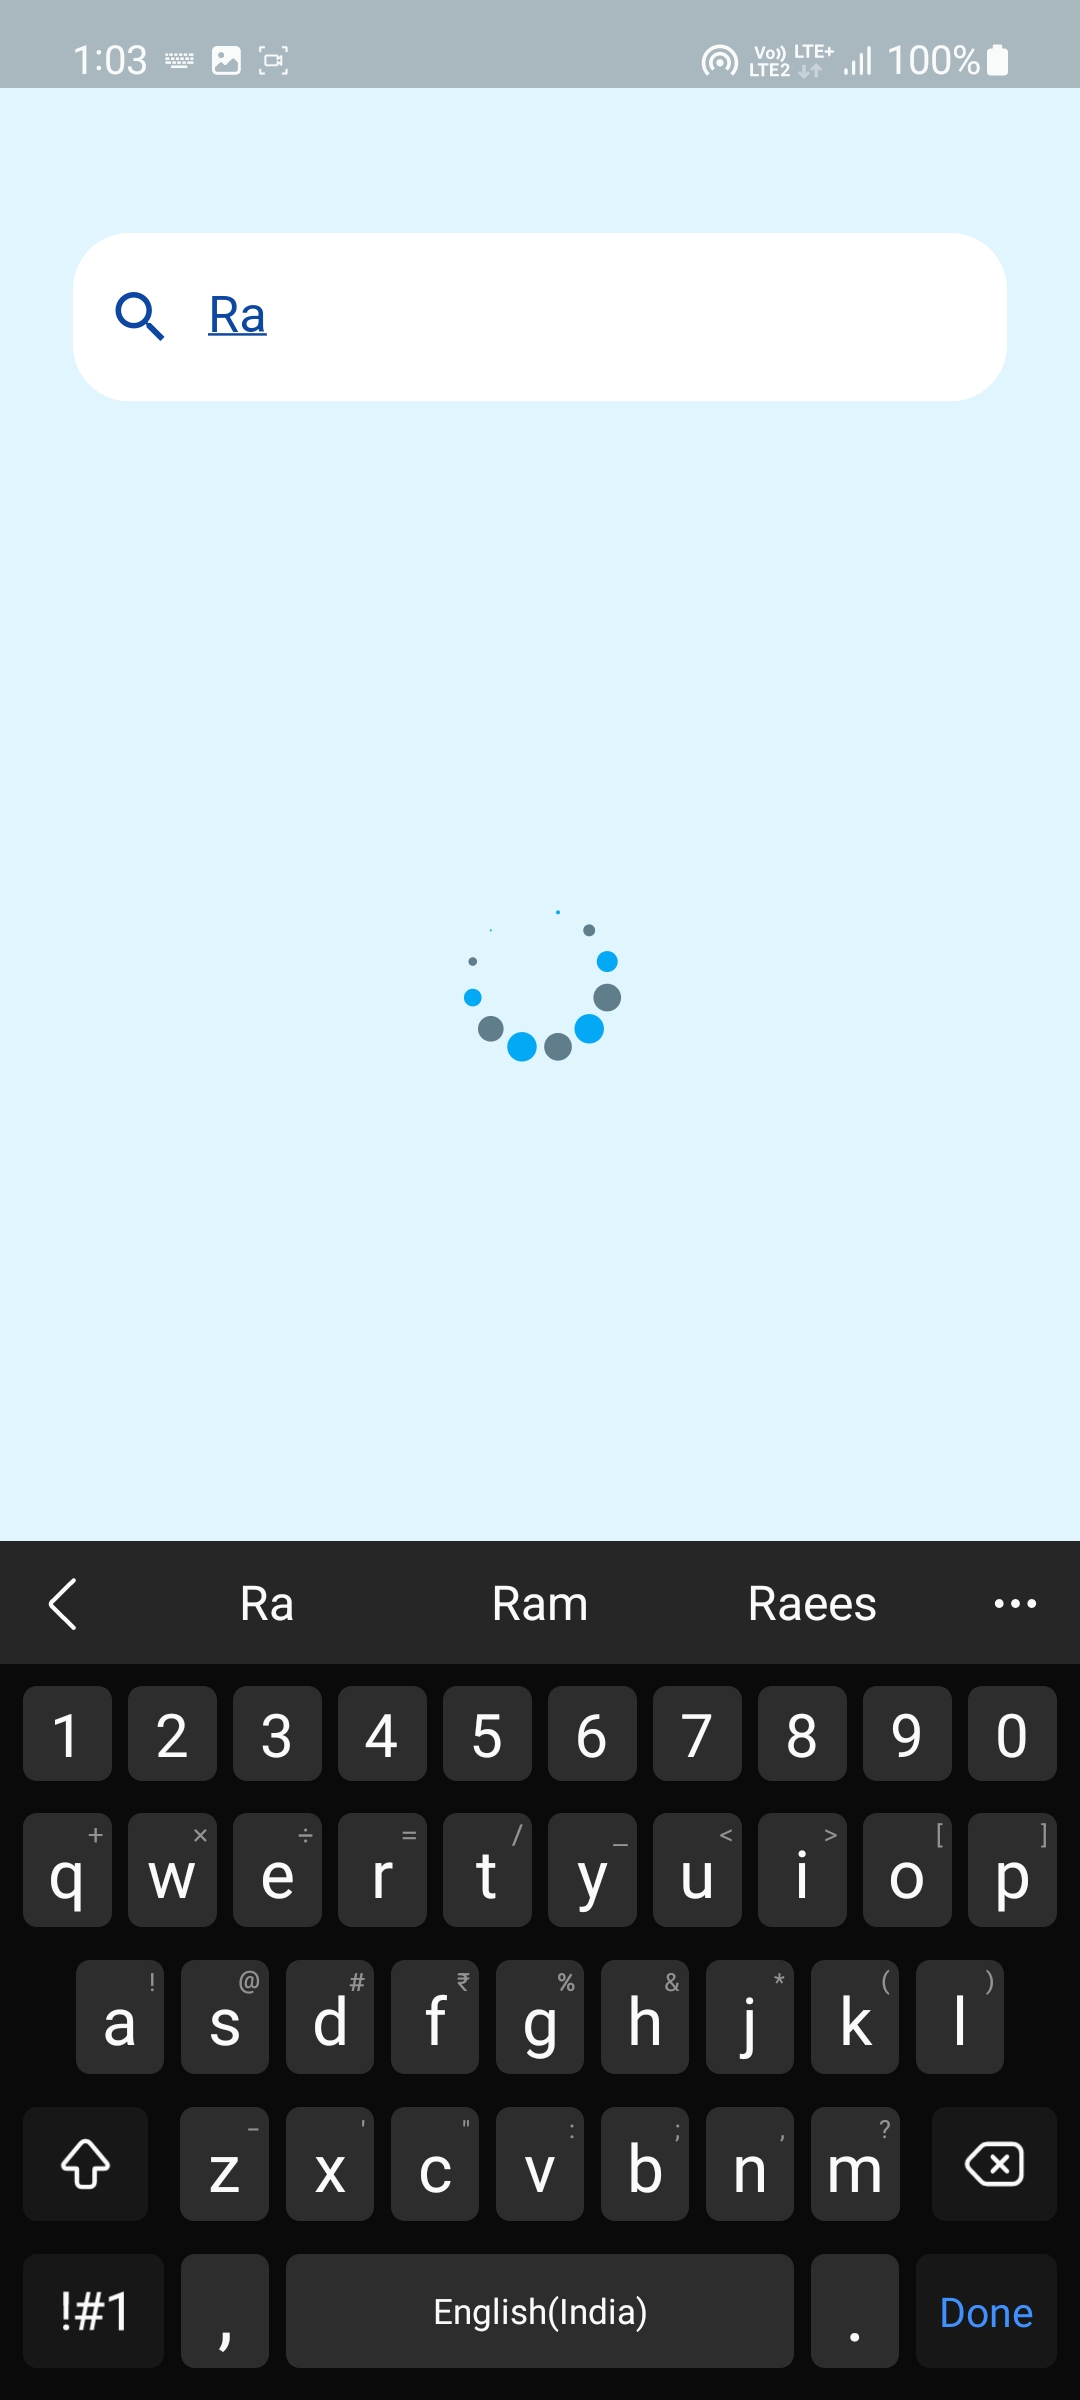 1:03 Vo)) LTE2 LTE+ 100%
Ra
Ra Ram Raees
1 2 3 4 5 6 7 8 9 0
+ × ÷ = / _ < > [ ]
q w e r t y u i o p
! @ # ₹ % & * ( )
a s d f g h j k l
- ' " : ; , ?
z x c v b n m
!#1 , English(India) . Done